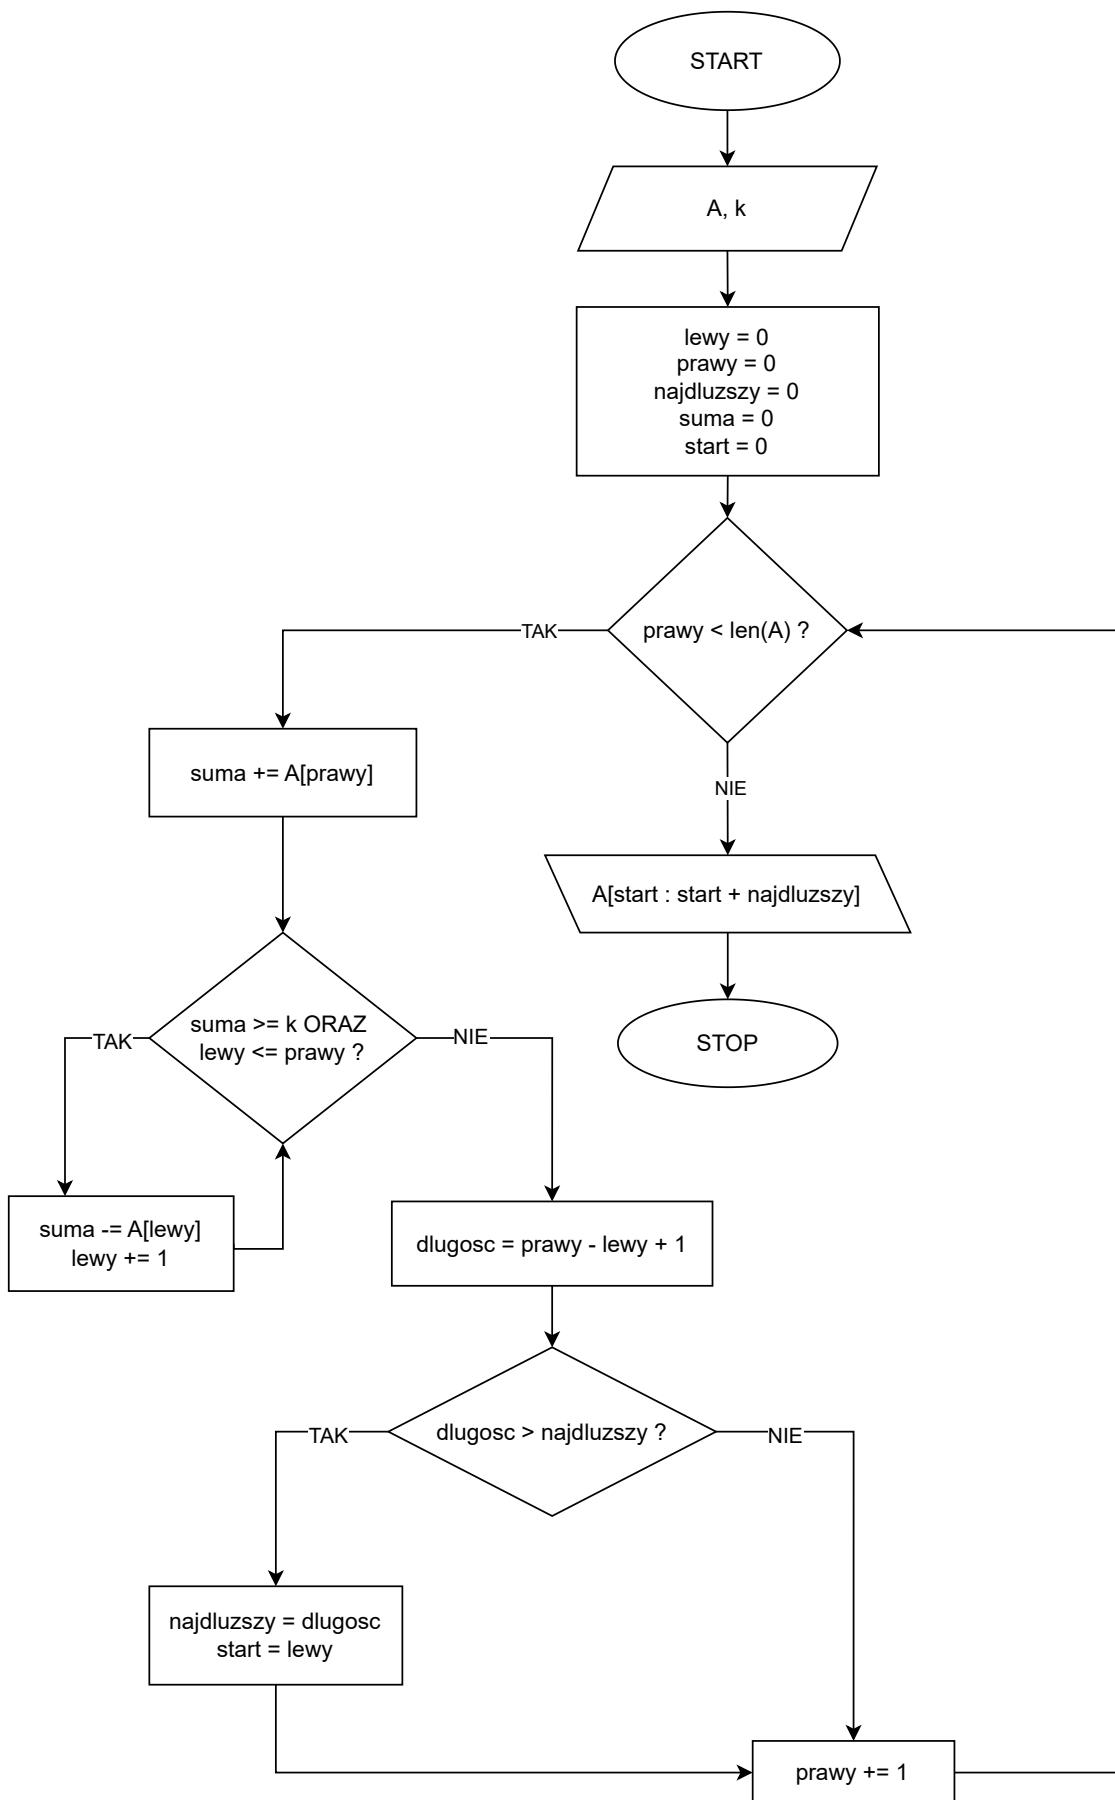 START
A, k
lewy = 0
prawy = 0
najdluzszy = 0
suma = 0
start = 0
prawy < len(A) ?
TAK
NIE
suma += A[prawy]
A[start : start + najdluzszy]
STOP
suma >= k ORAZ
lewy <= prawy ?
TAK
NIE
suma -= A[lewy]
lewy += 1
dlugosc = prawy - lewy + 1
dlugosc > najdluzszy ?
TAK
NIE
najdluzszy = dlugosc
start = lewy
prawy += 1